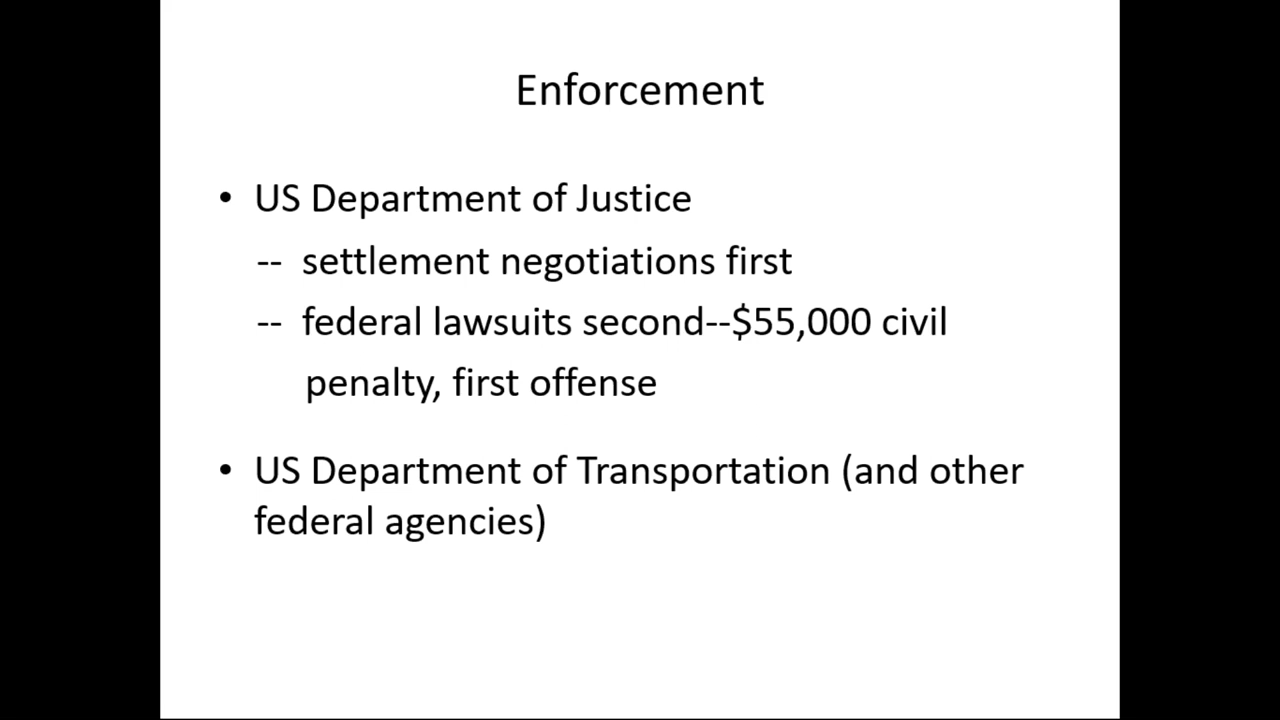 Enforcement
• US Department of Justice
-- settlement negotiations first
-- federal lawsuits second--$55,000 civil
penalty, first offense
• US Department of Transportation (and other
federal agencies)